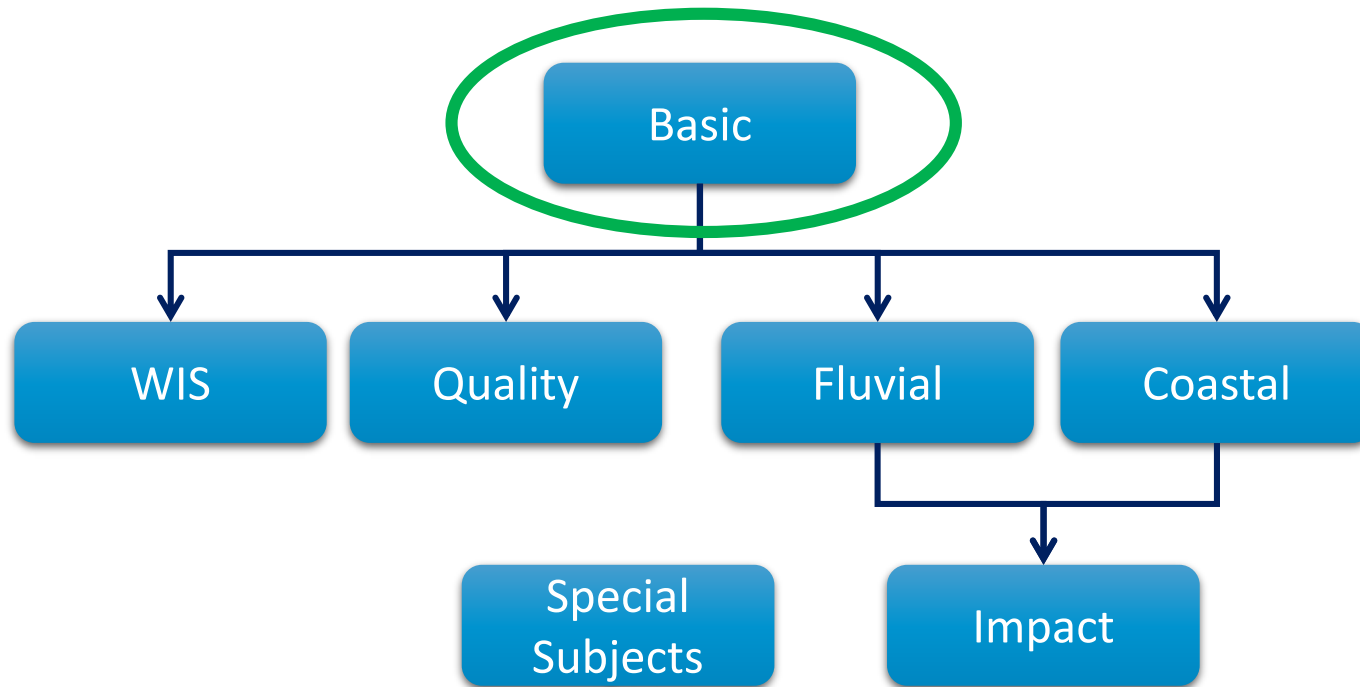 Basic
WIS
Quality
Fluvial
Coastal
Special
Subjects
Impact